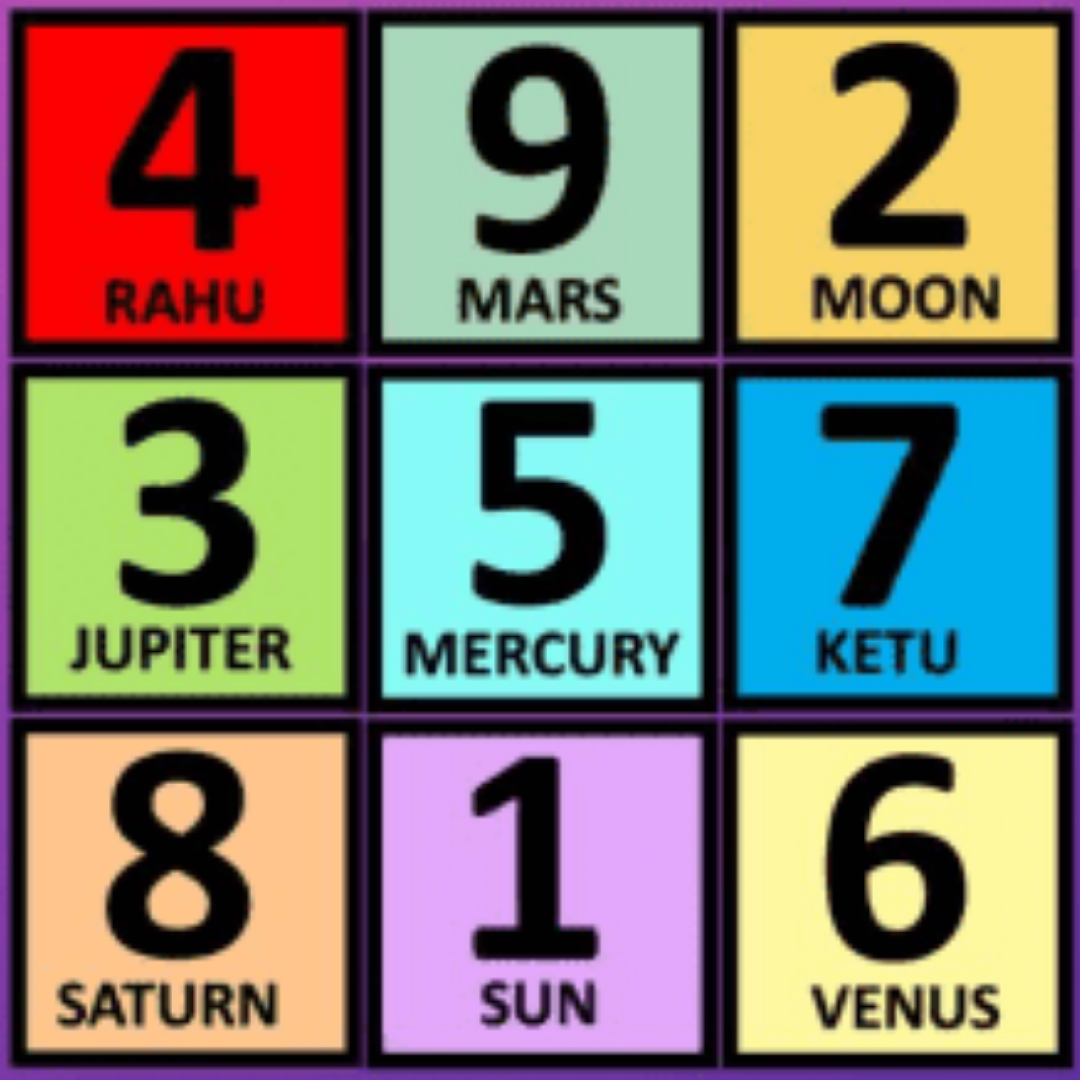 4 9 2
RAHU MARS MOON
3 5 7
JUPITER MERCURY KETU
8 1 6
SATURN SUN VENUS